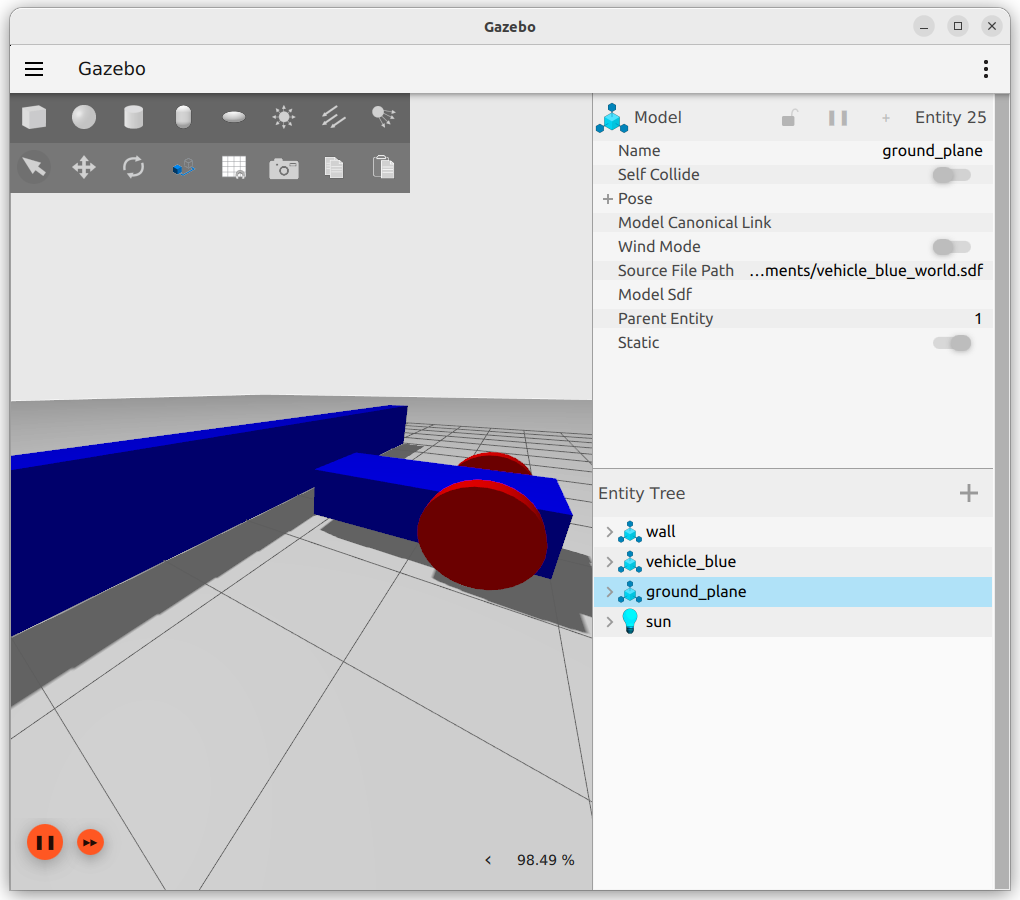 Gazebo
Gazebo
Model Entity 25
Name ground_plane
Self Collide
Pose
Model Canonical Link
Wind Mode
Source File Path ...ments/vehicle_blue_world.sdf
Model Sdf
Parent Entity 1
Static
Entity Tree
wall
vehicle_blue
ground_plane
sun
98.49 %